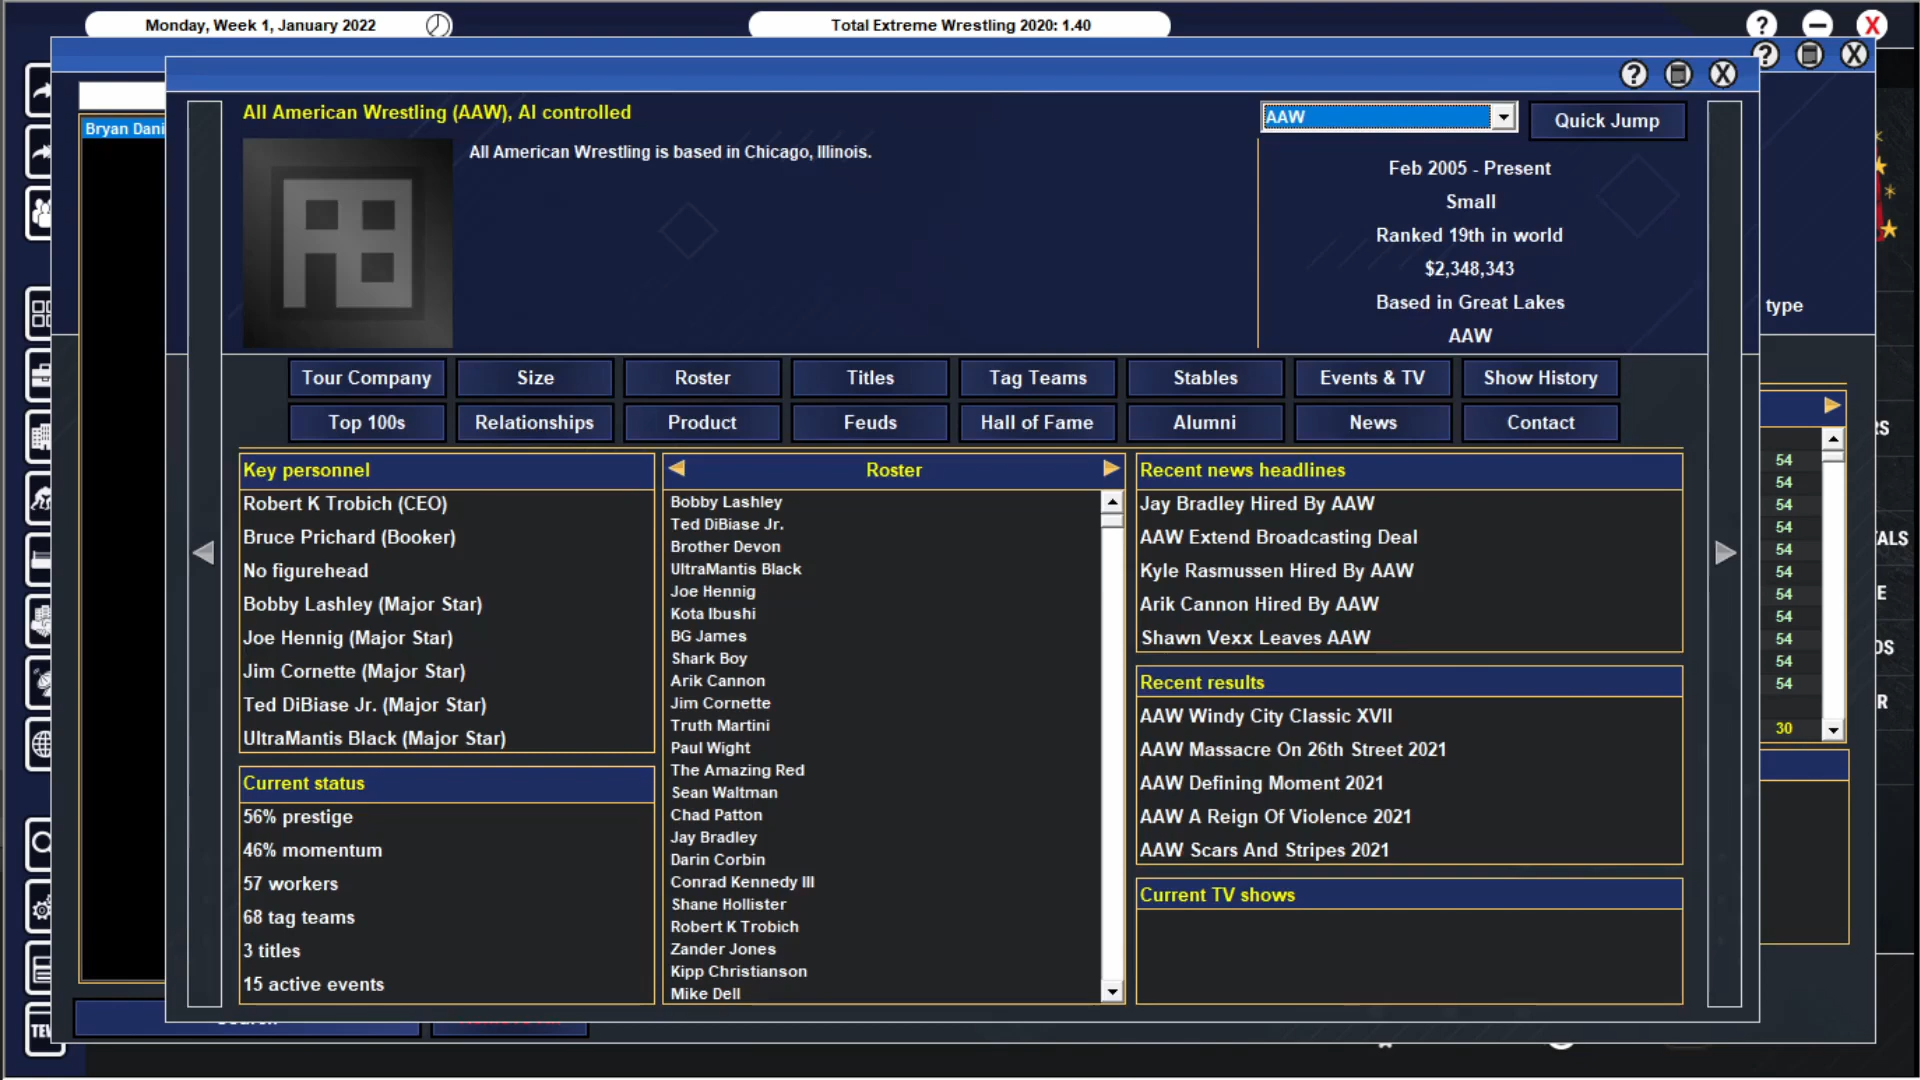 Monday, Week 1, January 2022
Total Extreme Wrestling 2020: 1.40
?
X
?
X
?
X
Bryan Dani
All American Wrestling (AAW), AI controlled
All American Wrestling is based in Chicago, Illinois.
AAW
Quick Jump
Feb 2005 - Present
Small
Ranked 19th in world
$2,348,343
Based in Great Lakes
AAW
type
Tour Company
Size
Roster
Titles
Tag Teams
Stables
Events & TV
Show History
Top 100s
Relationships
Product
Feuds
Hall of Fame
Alumni
News
Contact
Key personnel
Robert K Trobich (CEO)
Bruce Prichard (Booker)
No figurehead
Bobby Lashley (Major Star)
Joe Hennig (Major Star)
Jim Cornette (Major Star)
Ted DiBiase Jr. (Major Star)
UltraMantis Black (Major Star)
Current status
56% prestige
46% momentum
57 workers
68 tag teams
3 titles
15 active events
Roster
Bobby Lashley
Ted DiBiase Jr.
Brother Devon
UltraMantis Black
Joe Hennig
Kota Ibushi
BG James
Shark Boy
Arik Cannon
Jim Cornette
Truth Martini
Paul Wight
The Amazing Red
Sean Waltman
Chad Patton
Jay Bradley
Darin Corbin
Conrad Kennedy III
Shane Hollister
Robert K Trobich
Zander Jones
Kipp Christianson
Mike Dell
Recent news headlines
Jay Bradley Hired By AAW
AAW Extend Broadcasting Deal
Kyle Rasmussen Hired By AAW
Arik Cannon Hired By AAW
Shawn Vexx Leaves AAW
Recent results
AAW Windy City Classic XVII
AAW Massacre On 26th Street 2021
AAW Defining Moment 2021
AAW A Reign Of Violence 2021
AAW Scars And Stripes 2021
Current TV shows
54
54
54
54
54
54
54
54
54
54
54
30
RS
TALS
E
DS
R
TEW